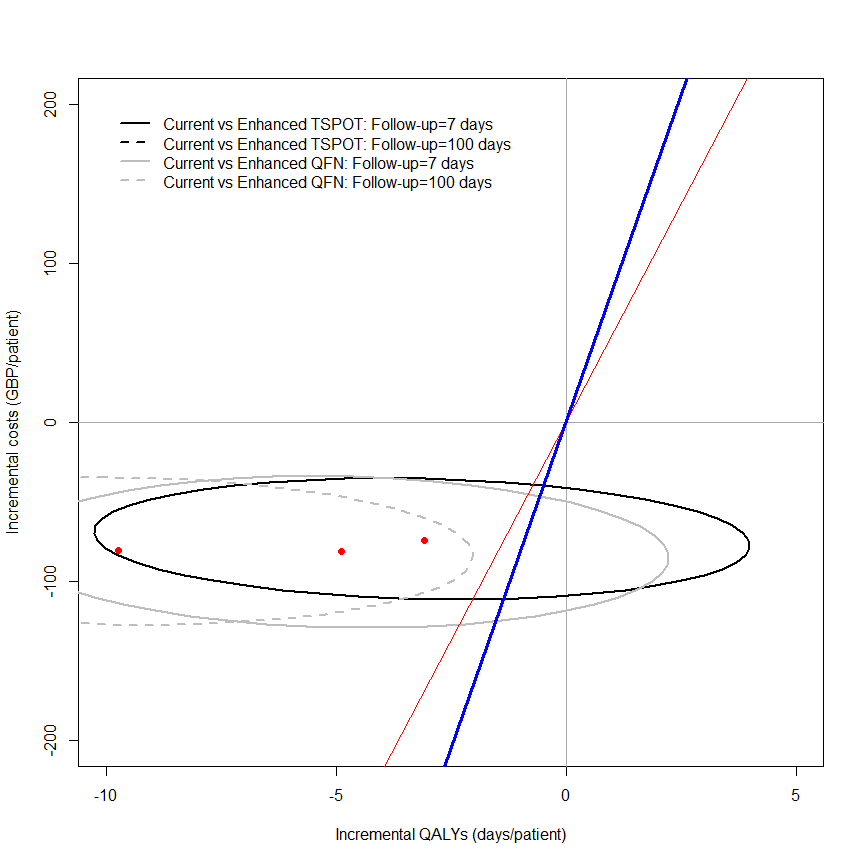 Current vs Enhanced TSPOT: Follow-up=7 days
Current vs Enhanced TSPOT: Follow-up=100 days
Current vs Enhanced QFN: Follow-up=7 days
Current vs Enhanced QFN: Follow-up=100 days
200
100
0
-100
-200
Incremental costs (GBP/patient)
-10
-5
0
5
Incremental QALYs (days/patient)